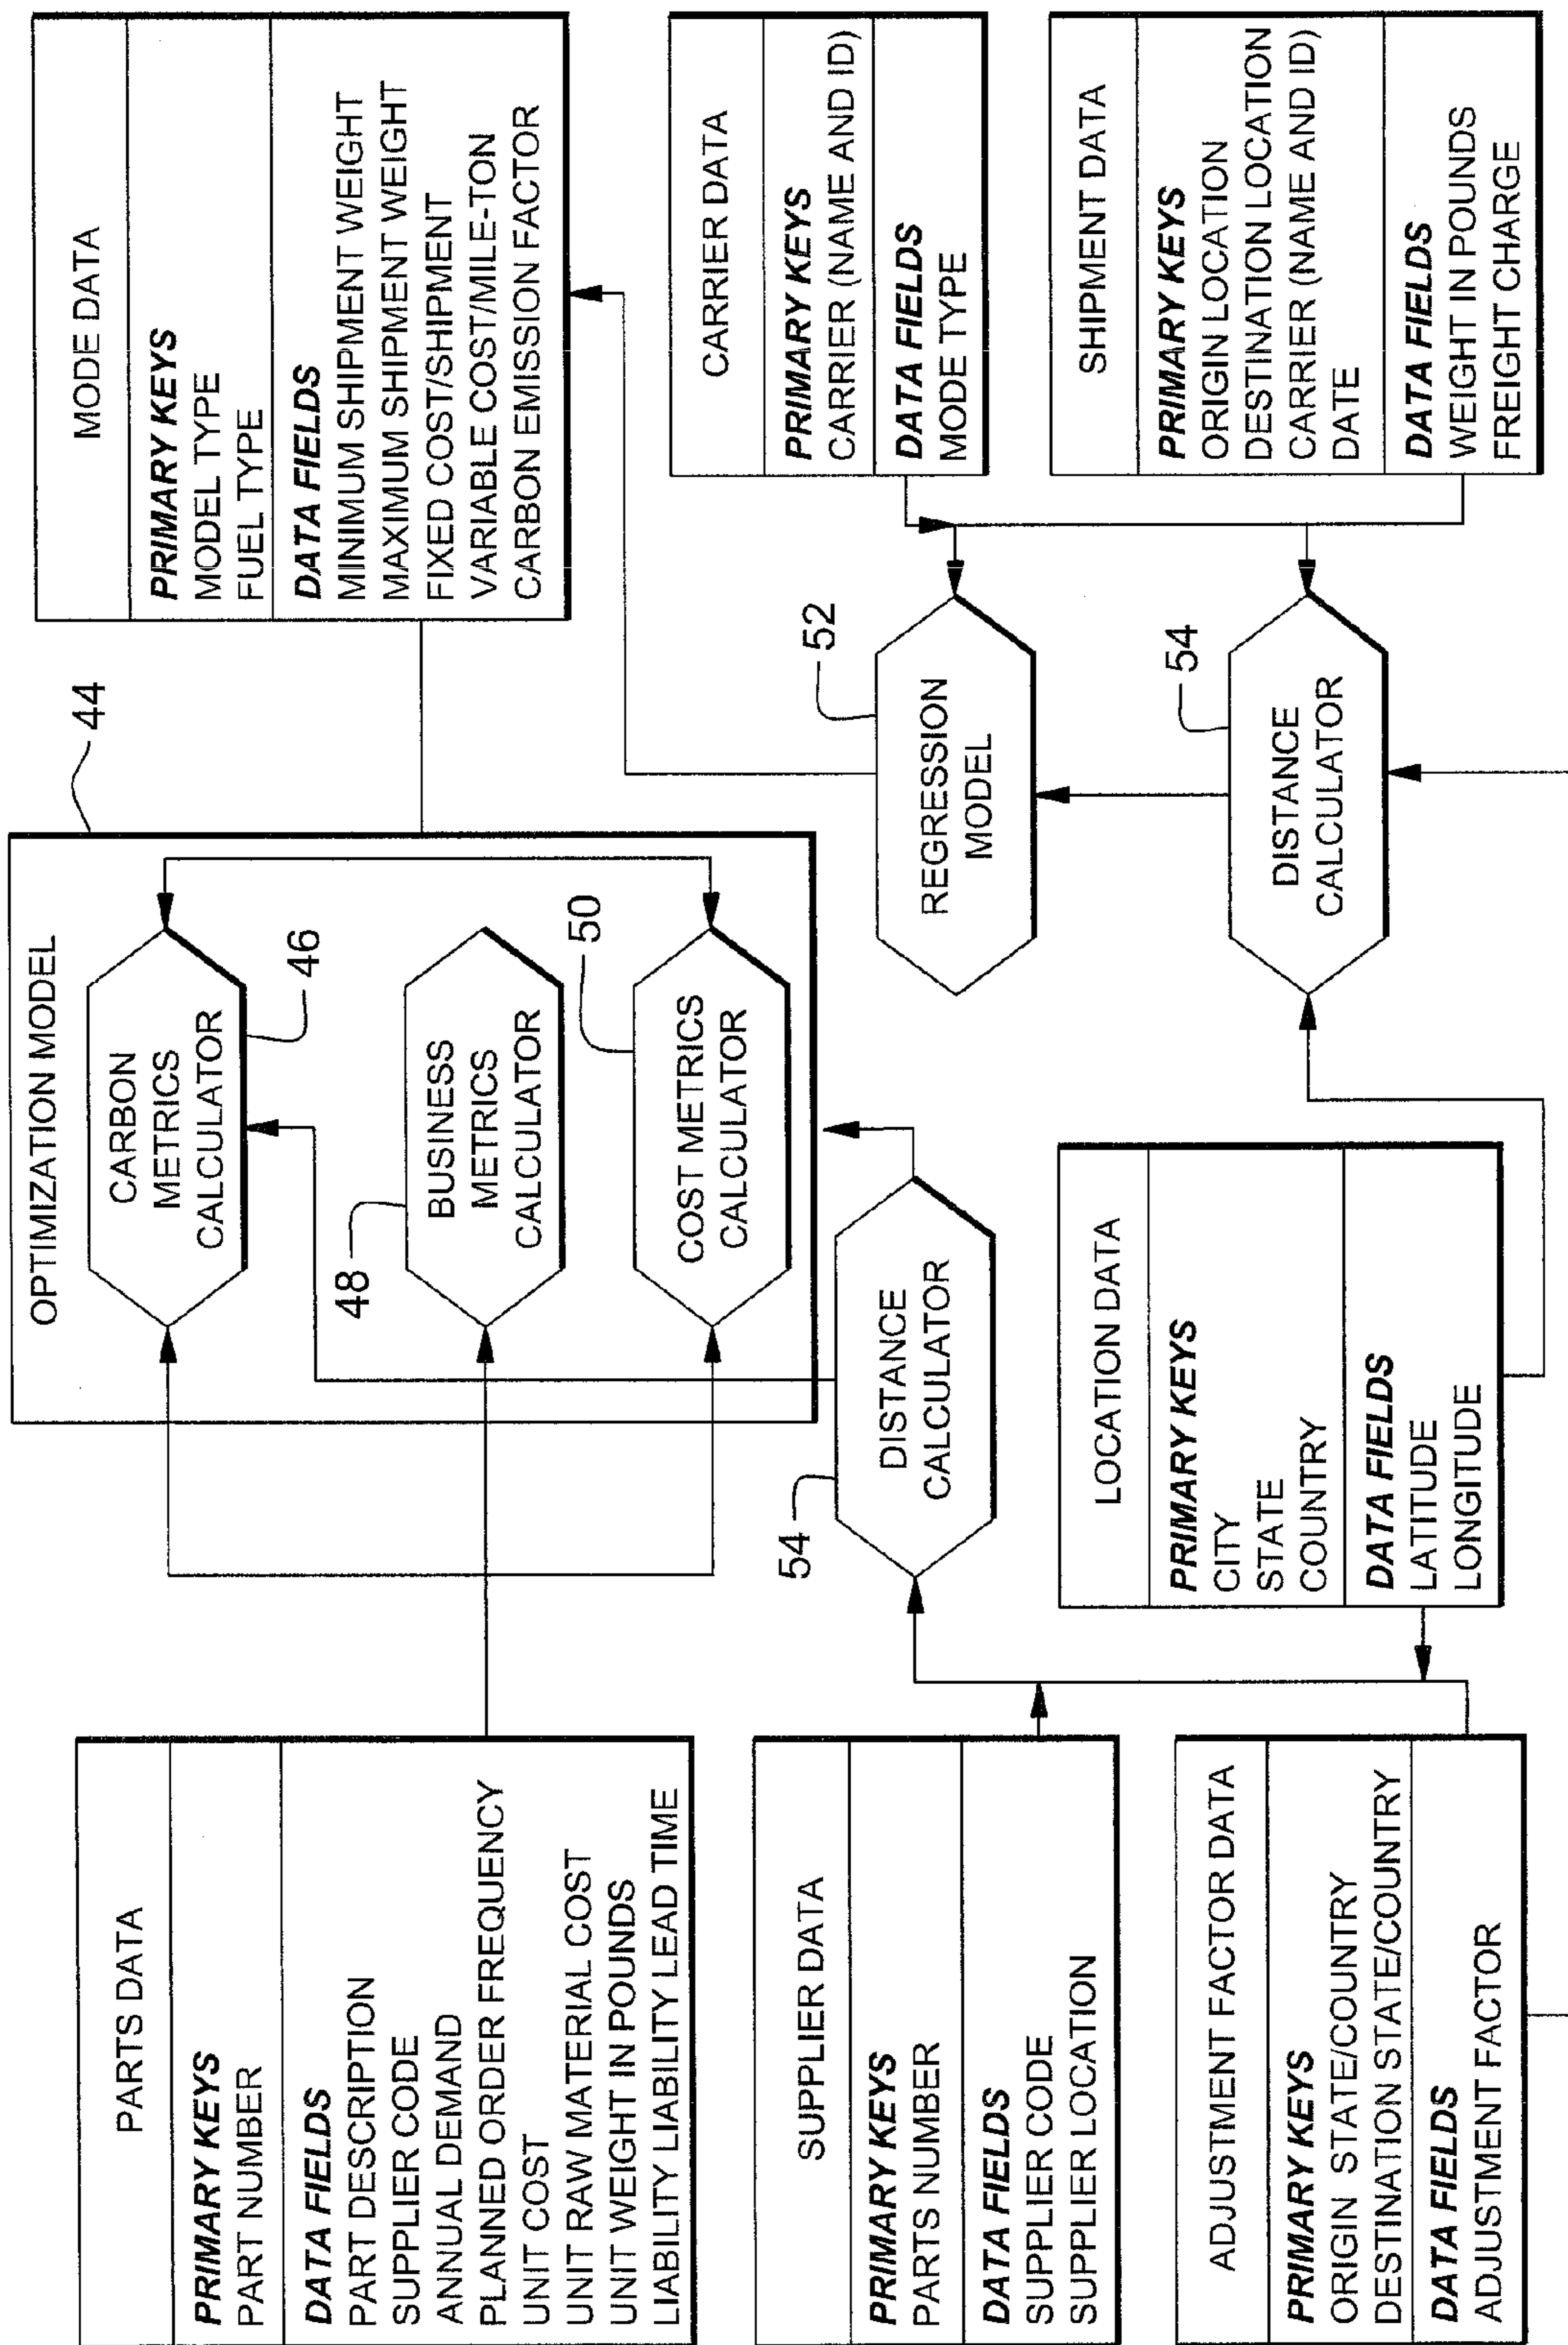 PARTS DATA
PRIMARY KEYS
PART NUMBER
DATA FIELDS
PART DESCRIPTION
SUPPLIER CODE
ANNUAL DEMAND
PLANNED ORDER FREQUENCY
UNIT COST
UNIT RAW MATERIAL COST
UNIT WEIGHT IN POUNDS
LIABILITY LIABILITY LEAD TIME
OPTIMIZATION MODEL
44
CARBON
METRICS
CALCULATOR
46
BUSINESS
METRICS
CALCULATOR
48
COST METRICS
CALCULATOR
50
MODE DATA
PRIMARY KEYS
MODEL TYPE
FUEL TYPE
DATA FIELDS
MINIMUM SHIPMENT WEIGHT
MAXIMUM SHIPMENT WEIGHT
FIXED COST/SHIPMENT
VARIABLE COST/MILE-TON
CARBON EMISSION FACTOR
SUPPLIER DATA
PRIMARY KEYS
PARTS NUMBER
DATA FIELDS
SUPPLIER CODE
SUPPLIER LOCATION
54
DISTANCE
CALCULATOR
REGRESSION
MODEL
52
CARRIER DATA
PRIMARY KEYS
CARRIER (NAME AND ID)
DATA FIELDS
MODE TYPE
ADJUSTMENT FACTOR DATA
PRIMARY KEYS
ORIGIN STATE/COUNTRY
DESTINATION STATE/COUNTRY
DATA FIELDS
ADJUSTMENT FACTOR
LOCATION DATA
PRIMARY KEYS
CITY
STATE
COUNTRY
DATA FIELDS
LATITUDE
LONGITUDE
DISTANCE
CALCULATOR
54
SHIPMENT DATA
PRIMARY KEYS
ORIGIN LOCATION
DESTINATION LOCATION
CARRIER (NAME AND ID)
DATE
DATA FIELDS
WEIGHT IN POUNDS
FREIGHT CHARGE